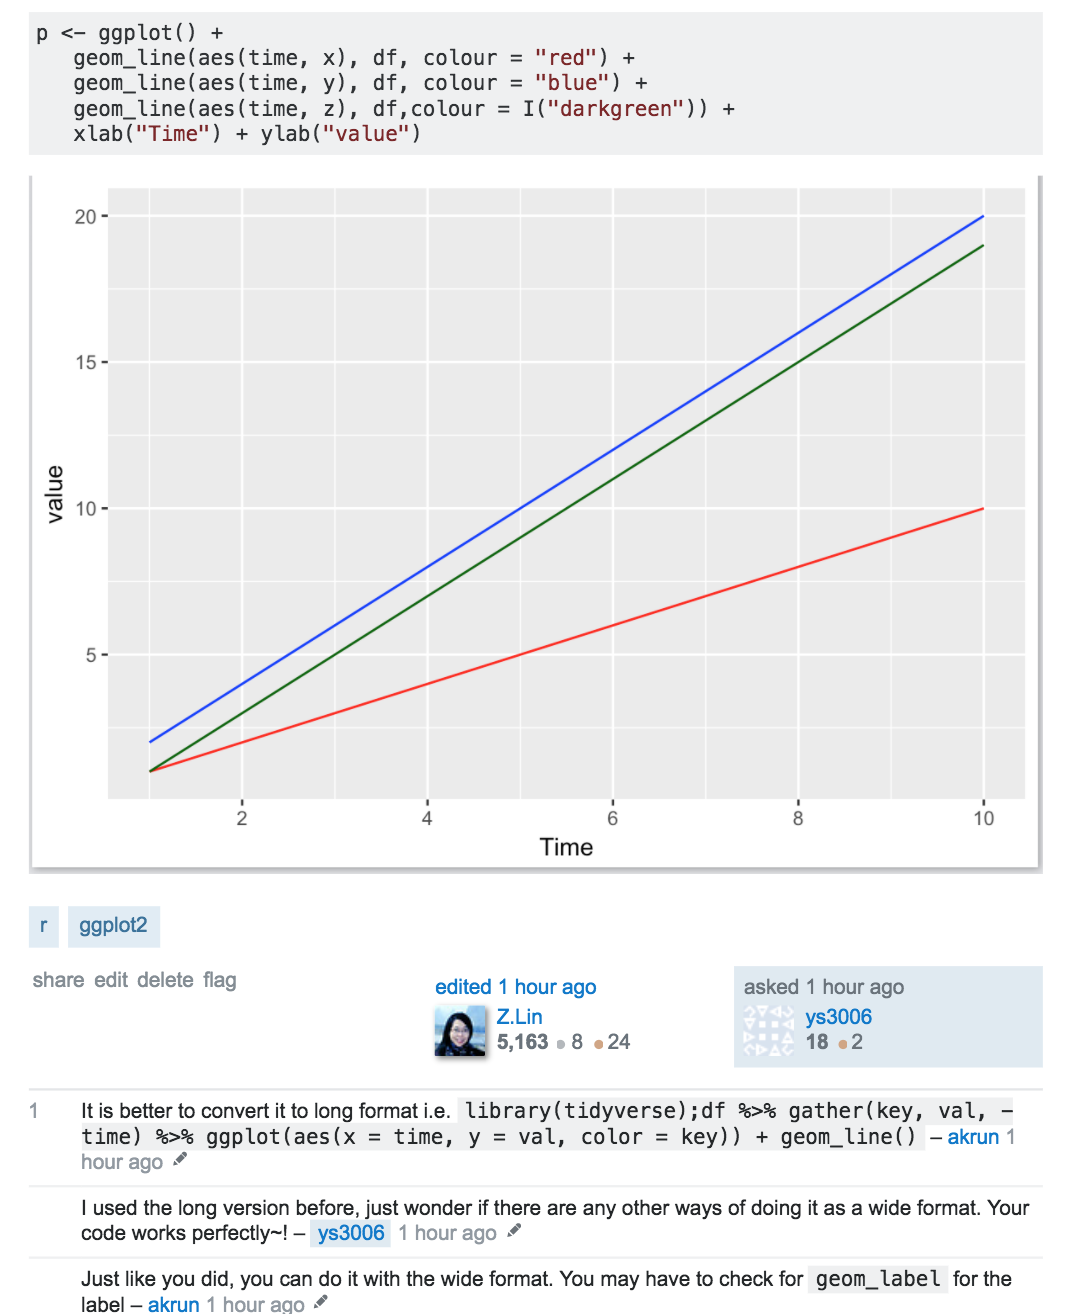 p <- ggplot() +
geom_line(aes(time, x), df, colour = "red") +
geom_line(aes(time, y), df, colour = "blue") +
geom_line(aes(time, z), df,colour = I("darkgreen")) +
xlab("Time") + ylab("value")
20
15
10
5
value
2 4 6 8 10
Time
r ggplot2
share edit delete flag
edited 1 hour ago
Z.Lin
5,163 8 24
asked 1 hour ago
ys3006
18 2
1 It is better to convert it to long format i.e. library(tidyverse);df %>% gather(key, val, -
time) %>% ggplot(aes(x = time, y = val, color = key)) + geom_line() – akrun 1
hour ago
I used the long version before, just wonder if there are any other ways of doing it as a wide format. Your
code works perfectly~! – ys3006 1 hour ago
Just like you did, you can do it with the wide format. You may have to check for geom_label for the
label – akrun 1 hour ago